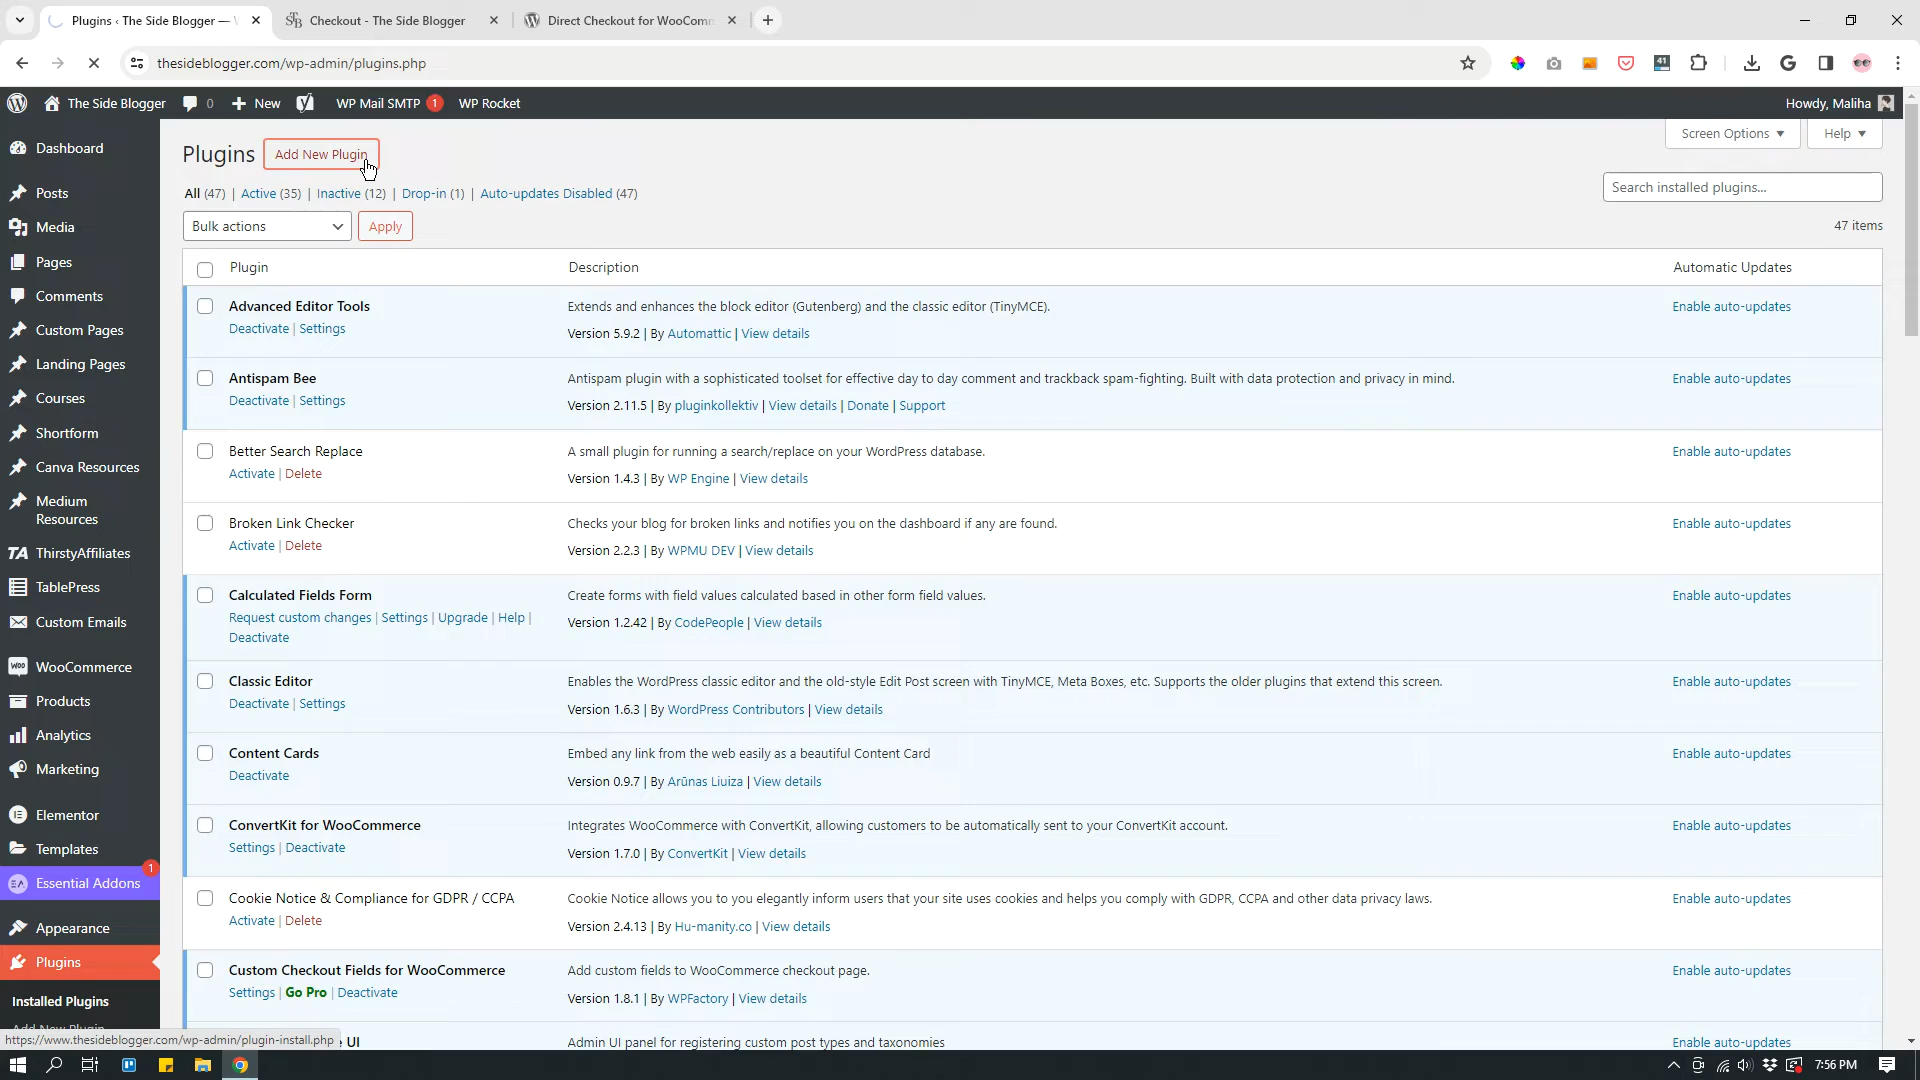 Plugins ‹ The Side Blogger —
Checkout - The Side Blogger
Direct Checkout for WooComm
thesideblogger.com/wp-admin/plugins.php
41
The Side Blogger
0
New
WP Mail SMTP 1
WP Rocket
Howdy, Maliha
Dashboard
Posts
Media
Pages
Comments
Custom Pages
Landing Pages
Courses
Shortform
Canva Resources
Medium
Resources
TA ThirstyAffiliates
TablePress
Custom Emails
Woo WooCommerce
Products
Analytics
Marketing
Elementor
Templates
1
EA Essential Addons
Appearance
Plugins
Installed Plugins
Add New Plugin
Plugins Add New Plugin
Screen Options Help
All (47) | Active (35) | Inactive (12) | Drop-in (1) | Auto-updates Disabled (47)
Search installed plugins...
Bulk actions Apply
47 items
Plugin Description Automatic Updates
Advanced Editor Tools
Deactivate | Settings
Extends and enhances the block editor (Gutenberg) and the classic editor (TinyMCE).
Version 5.9.2 | By Automattic | View details
Enable auto-updates
Antispam Bee
Deactivate | Settings
Antispam plugin with a sophisticated toolset for effective day to day comment and trackback spam-fighting. Built with data protection and privacy in mind.
Version 2.11.5 | By pluginkollektiv | View details | Donate | Support
Enable auto-updates
Better Search Replace
Activate | Delete
A small plugin for running a search/replace on your WordPress database.
Version 1.4.3 | By WP Engine | View details
Enable auto-updates
Broken Link Checker
Activate | Delete
Checks your blog for broken links and notifies you on the dashboard if any are found.
Version 2.2.3 | By WPMU DEV | View details
Enable auto-updates
Calculated Fields Form
Request custom changes | Settings | Upgrade | Help |
Deactivate
Create forms with field values calculated based in other form field values.
Version 1.2.42 | By CodePeople | View details
Enable auto-updates
Classic Editor
Deactivate | Settings
Enables the WordPress classic editor and the old-style Edit Post screen with TinyMCE, Meta Boxes, etc. Supports the older plugins that extend this screen.
Version 1.6.3 | By WordPress Contributors | View details
Enable auto-updates
Content Cards
Deactivate
Embed any link from the web easily as a beautiful Content Card
Version 0.9.7 | By Arūnas Liuiza | View details
Enable auto-updates
ConvertKit for WooCommerce
Settings | Deactivate
Integrates WooCommerce with ConvertKit, allowing customers to be automatically sent to your ConvertKit account.
Version 1.7.0 | By ConvertKit | View details
Enable auto-updates
Cookie Notice & Compliance for GDPR / CCPA
Activate | Delete
Cookie Notice allows you to you elegantly inform users that your site uses cookies and helps you comply with GDPR, CCPA and other data privacy laws.
Version 2.4.13 | By Hu-manity.co | View details
Enable auto-updates
Custom Checkout Fields for WooCommerce
Settings | Go Pro | Deactivate
Add custom fields to WooCommerce checkout page.
Version 1.8.1 | By WPFactory | View details
Enable auto-updates
UI
Admin UI panel for registering custom post types and taxonomies
Enable auto-updates
https://www.thesideblogger.com/wp-admin/plugin-install.php
7:56 PM